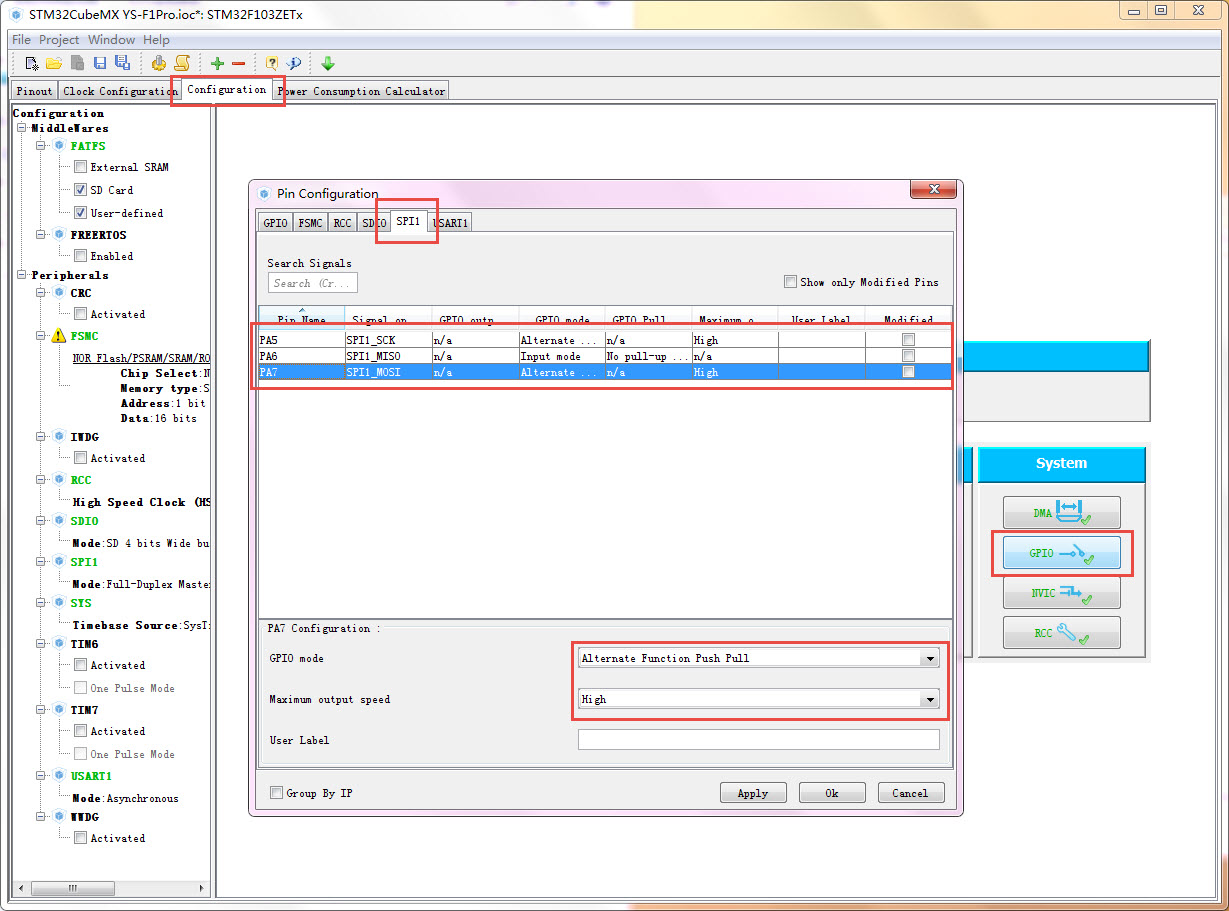 STM32CubeMX YS-F1Pro.ioc*: STM32F103ZETx
File Project Window Help
Pinout Clock Configuration Configuration Power Consumption Calculator
Configuration
MiddleWares
FATFS
External SRAM
SD Card
User-defined
FREERTOS
Enabled
Peripherals
CRC
Activated
FSMC
NOR Flash/PSRAM/SRAM/RO
Chip Select:N
Memory type:S
Address:1 bit
Data:16 bits
IWDG
Activated
RCC
High Speed Clock (HS
SDIO
Mode:SD 4 bits Wide bu
SPI1
Mode:Full-Duplex Master
SYS
Timebase Source:SysT
TIM6
Activated
One Pulse Mode
TIM7
Activated
One Pulse Mode
USART1
Mode:Asynchronous
WWDG
Activated
Pin Configuration
GPIO FSMC RCC SDIO SPI1 USART1
Search Signals
Search (Cr...
Show only Modified Pins
Pin Name Signal on GPIO outp GPIO mode GPIO Pull Maximum o User Label Modified
PA5 SPI1_SCK n/a Alternate ... n/a High
PA6 SPI1_MISO n/a Input mode No pull-up ... n/a
PA7 SPI1_MOSI n/a Alternate ... n/a High
PA7 Configuration :
GPIO mode Alternate Function Push Pull
Maximum output speed High
User Label
Group By IP
Apply Ok Cancel
System
DMA
GPIO
NVIC
RCC